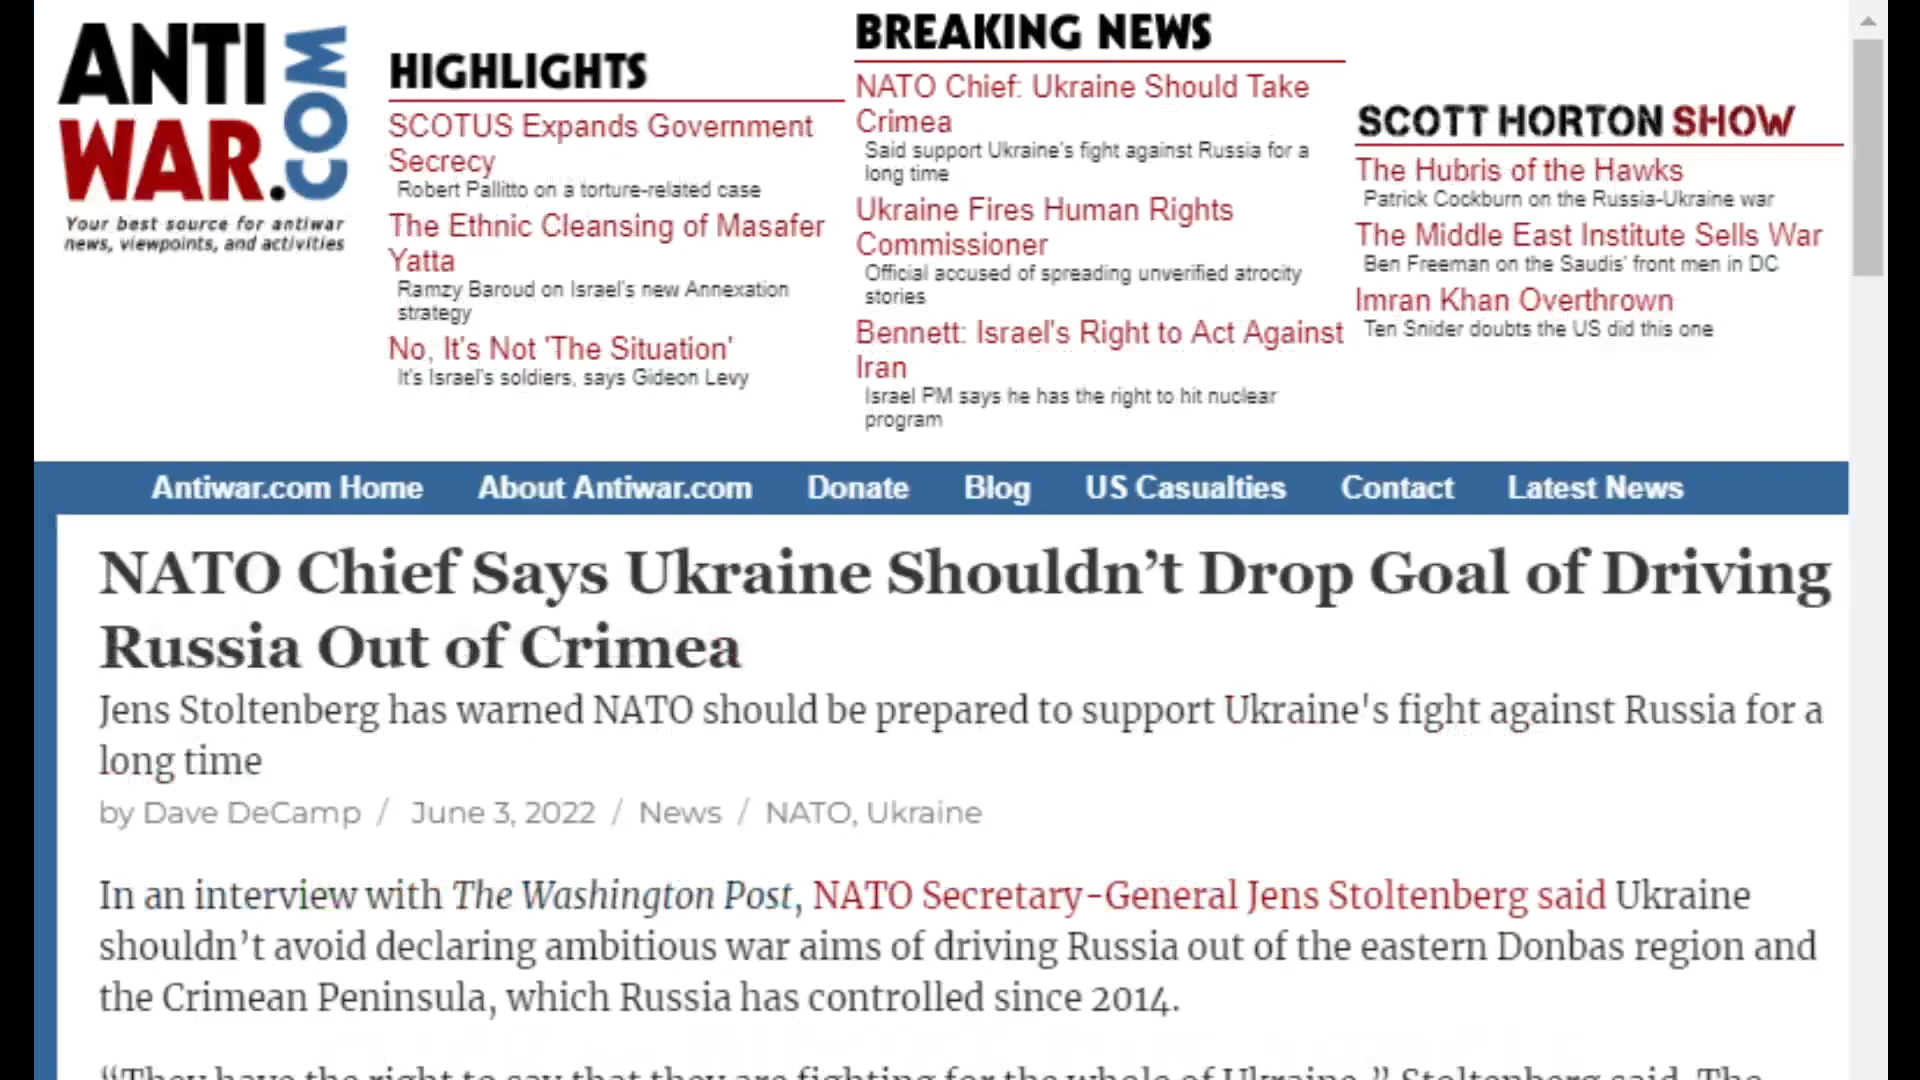 ANTI
WAR.COM
Your best source for antiwar
news, viewpoints, and activities
HIGHLIGHTS
SCOTUS Expands Government
Secrecy
Robert Pallitto on a torture-related case
The Ethnic Cleansing of Masafer
Yatta
Ramzy Baroud on Israel's new Annexation
strategy
No, It's Not 'The Situation'
It's Israel's soldiers, says Gideon Levy
BREAKING NEWS
NATO Chief: Ukraine Should Take
Crimea
Said support Ukraine's fight against Russia for a
long time
Ukraine Fires Human Rights
Commissioner
Official accused of spreading unverified atrocity
stories
Bennett: Israel's Right to Act Against
Iran
Israel PM says he has the right to hit nuclear
program
SCOTT HORTON SHOW
The Hubris of the Hawks
Patrick Cockburn on the Russia-Ukraine war
The Middle East Institute Sells War
Ben Freeman on the Saudis' front men in DC
Imran Khan Overthrown
Ten Snider doubts the US did this one
Antiwar.com Home About Antiwar.com Donate Blog US Casualties Contact Latest News
NATO Chief Says Ukraine Shouldn’t Drop Goal of Driving
Russia Out of Crimea
Jens Stoltenberg has warned NATO should be prepared to support Ukraine's fight against Russia for a
long time
by Dave DeCamp / June 3, 2022 / News / NATO, Ukraine
In an interview with The Washington Post, NATO Secretary-General Jens Stoltenberg said Ukraine
shouldn’t avoid declaring ambitious war aims of driving Russia out of the eastern Donbas region and
the Crimean Peninsula, which Russia has controlled since 2014.
“They have the right to say that they are fighting for the whole of Ukraine,” Stoltenberg said. The